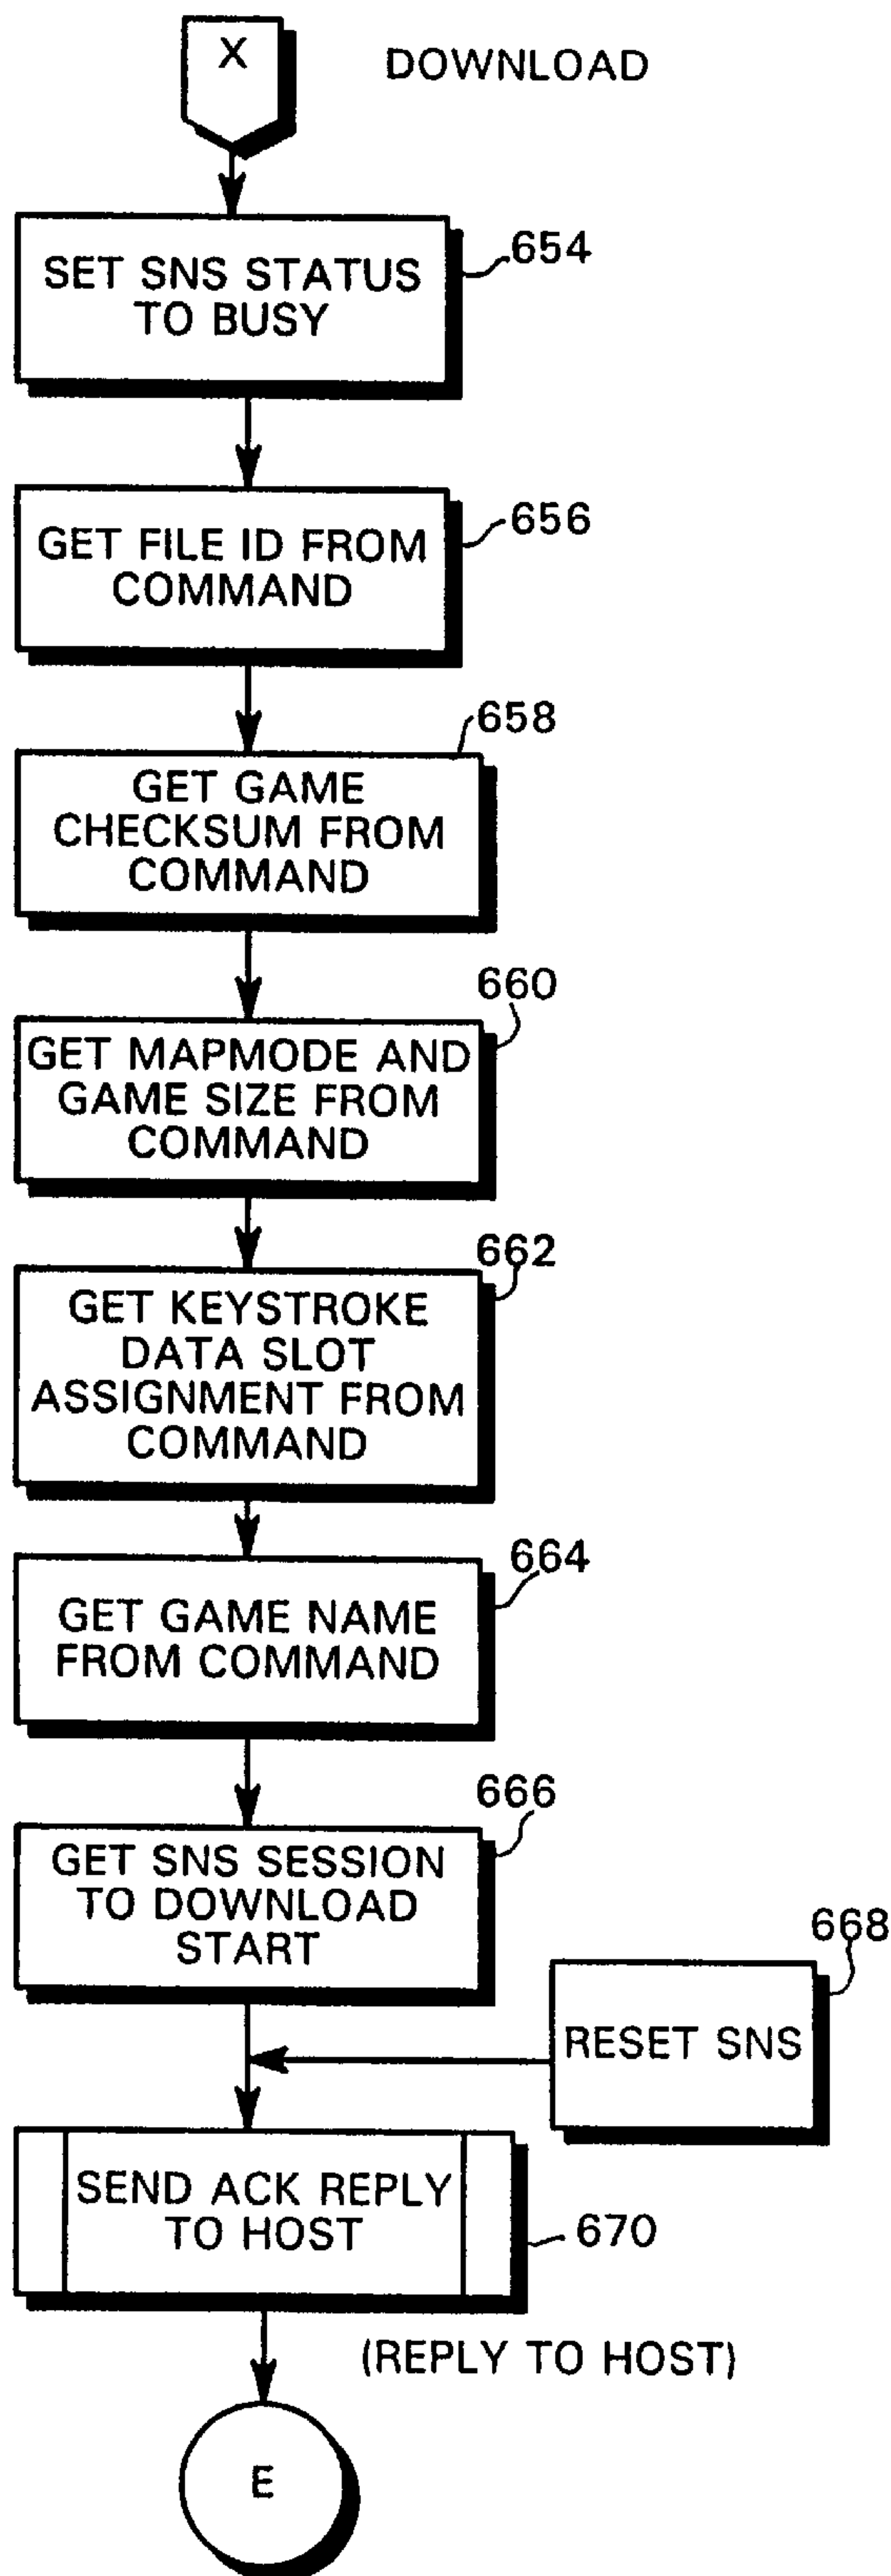 X
DOWNLOAD
SET SNS STATUS
TO BUSY
654
GET FILE ID FROM
COMMAND
656
658
GET GAME
CHECKSUM FROM
COMMAND
660
GET MAPMODE AND
GAME SIZE FROM
COMMAND
662
GET KEYSTROKE
DATA SLOT
ASSIGNMENT FROM
COMMAND
664
GET GAME NAME
FROM COMMAND
666
GET SNS SESSION
TO DOWNLOAD
START
668
RESET SNS
SEND ACK REPLY
TO HOST
670
(REPLY TO HOST)
E